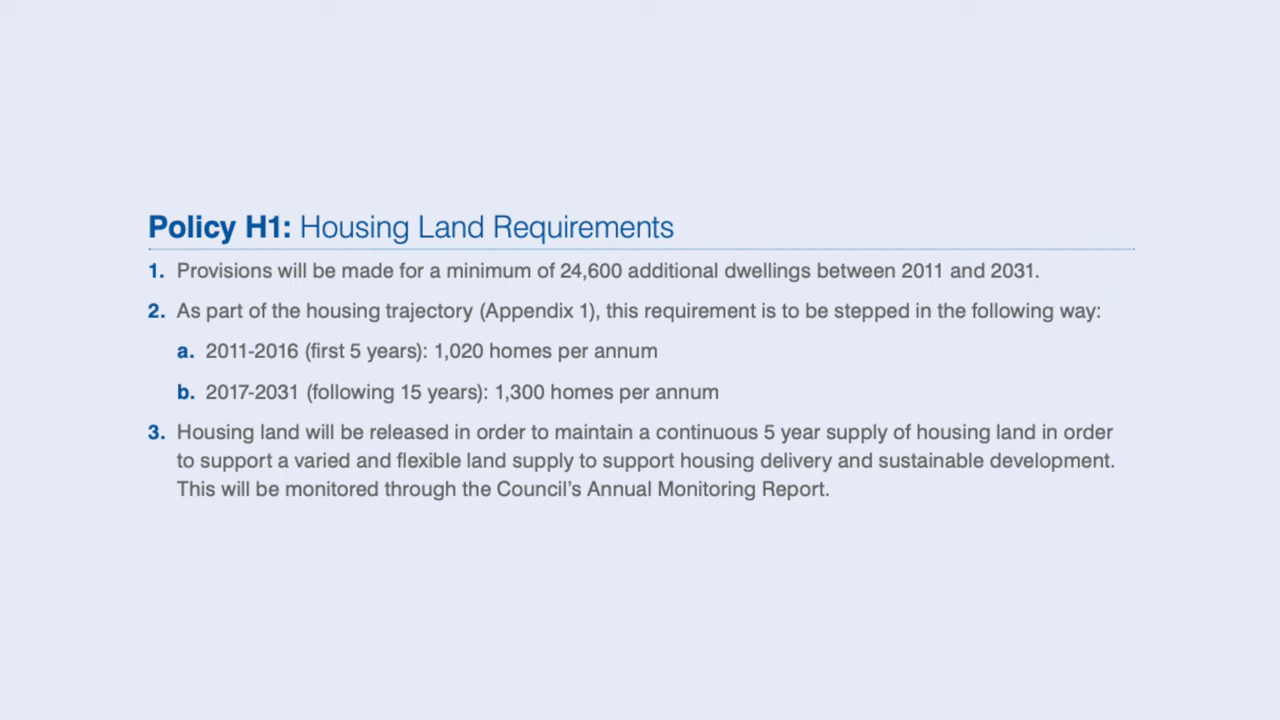 Policy H1: Housing Land Requirements
1. Provisions will be made for a minimum of 24,600 additional dwellings between 2011 and 2031.
2. As part of the housing trajectory (Appendix 1), this requirement is to be stepped in the following way:
a. 2011-2016 (first 5 years): 1,020 homes per annum
b. 2017-2031 (following 15 years): 1,300 homes per annum
3. Housing land will be released in order to maintain a continuous 5 year supply of housing land in order
to support a varied and flexible land supply to support housing delivery and sustainable development.
This will be monitored through the Council's Annual Monitoring Report.